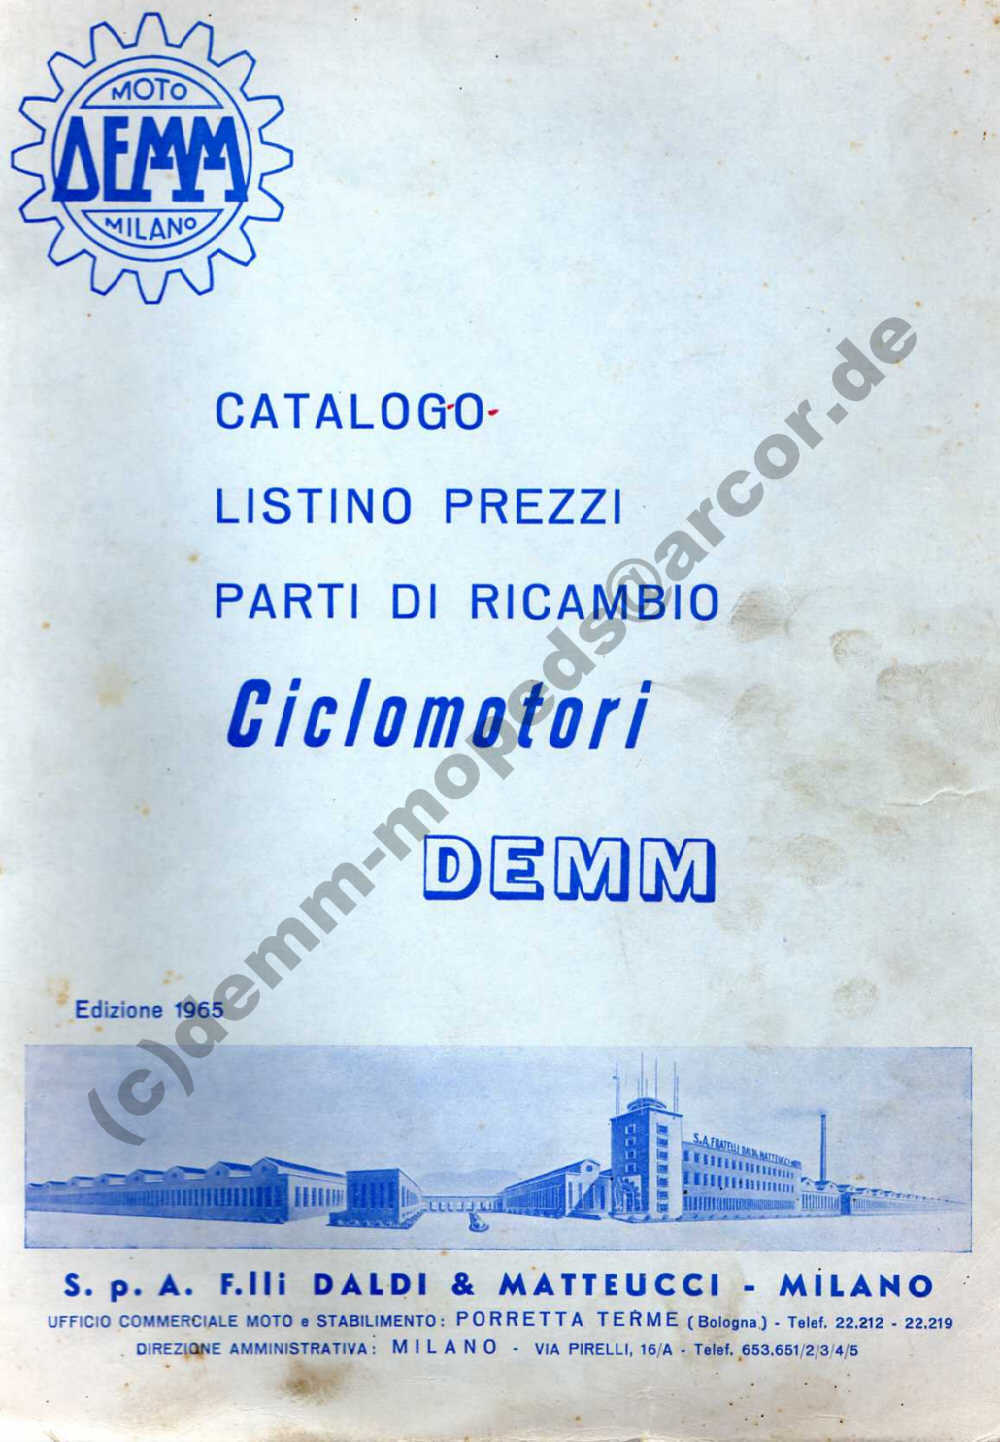 MOTO
DEMM
MILANO
CATALOGO
LISTINO PREZZI
PARTI DI RICAMBIO
Ciclomotori
DEMM
Edizione 1965
(c)demm-mopeds@arcor.de
S.A. FRATELLI DALDI MATTEUCCI
S. p. A. F.lli DALDI & MATTEUCCI - MILANO
UFFICIO COMMERCIALE MOTO e STABILIMENTO: PORRETTA TERME (Bologna) - Telef. 22.212 - 22.219
DIREZIONE AMMINISTRATIVA: MILANO - VIA PIRELLI, 16/A - Telef. 653.651/2/3/4/5